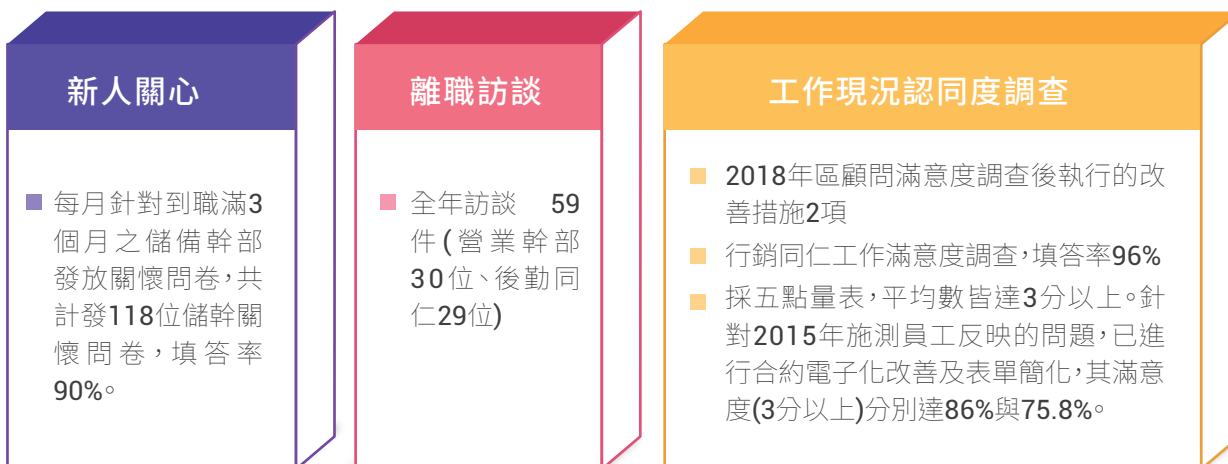 新人關心
每月針對到職滿3
個月之儲備幹部
發放關懷問卷,共
計發118位儲幹關
懷問卷,填答率
90%。
離職訪談
全年訪談 59
件(營業幹部
30位、後勤同
仁29位)
工作現況認同度調查
2018年區顧問滿意度調查後執行的改
善措施2項
行銷同仁工作滿意度調查,填答率96%
採五點量表,平均數皆達3分以上。針
對2015年施測員工反映的問題,已進
行合約電子化改善及表單簡化,其滿意
度(3分以上)分別達86%與75.8%。